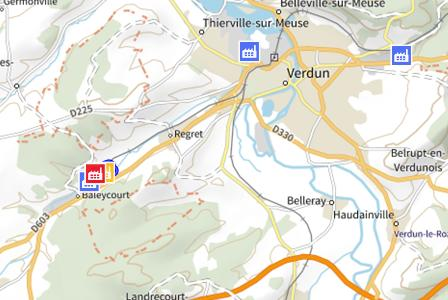 Germonville
Belleville-sur-Meuse
Thierville-sur-Meuse
es-
Verdun
D225
Regret
D330
Belrupt-en-
Verdunois
Baleycourt
Belleray
Haudainville
D603
Verdun-le-Ro
Landrecourt-